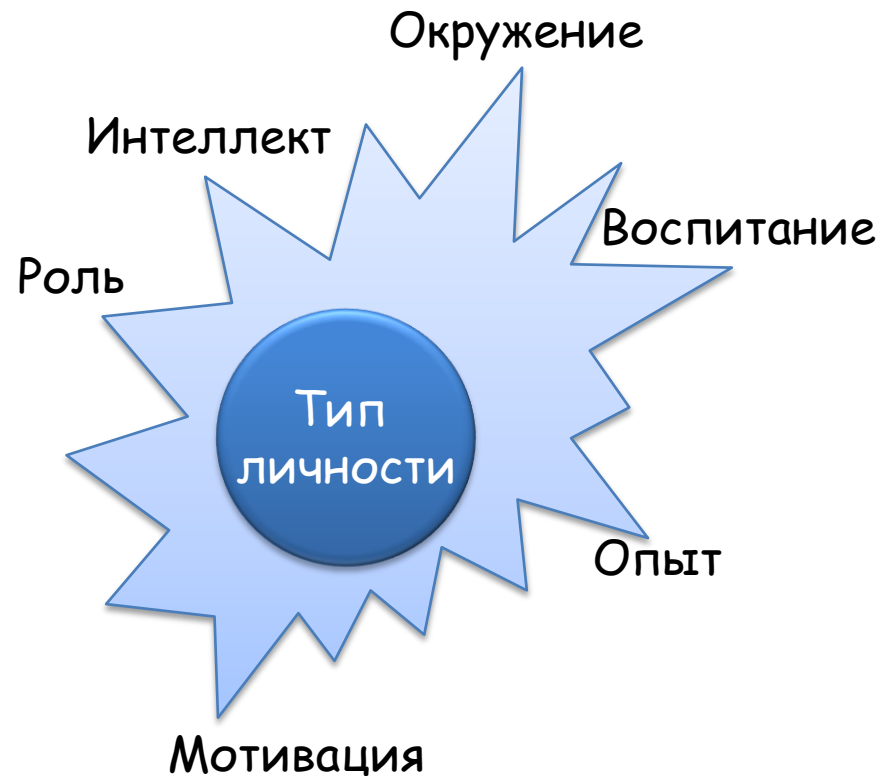 Окружение
Интеллект
Воспитание
Роль
Тип
личности
Опыт
Мотивация